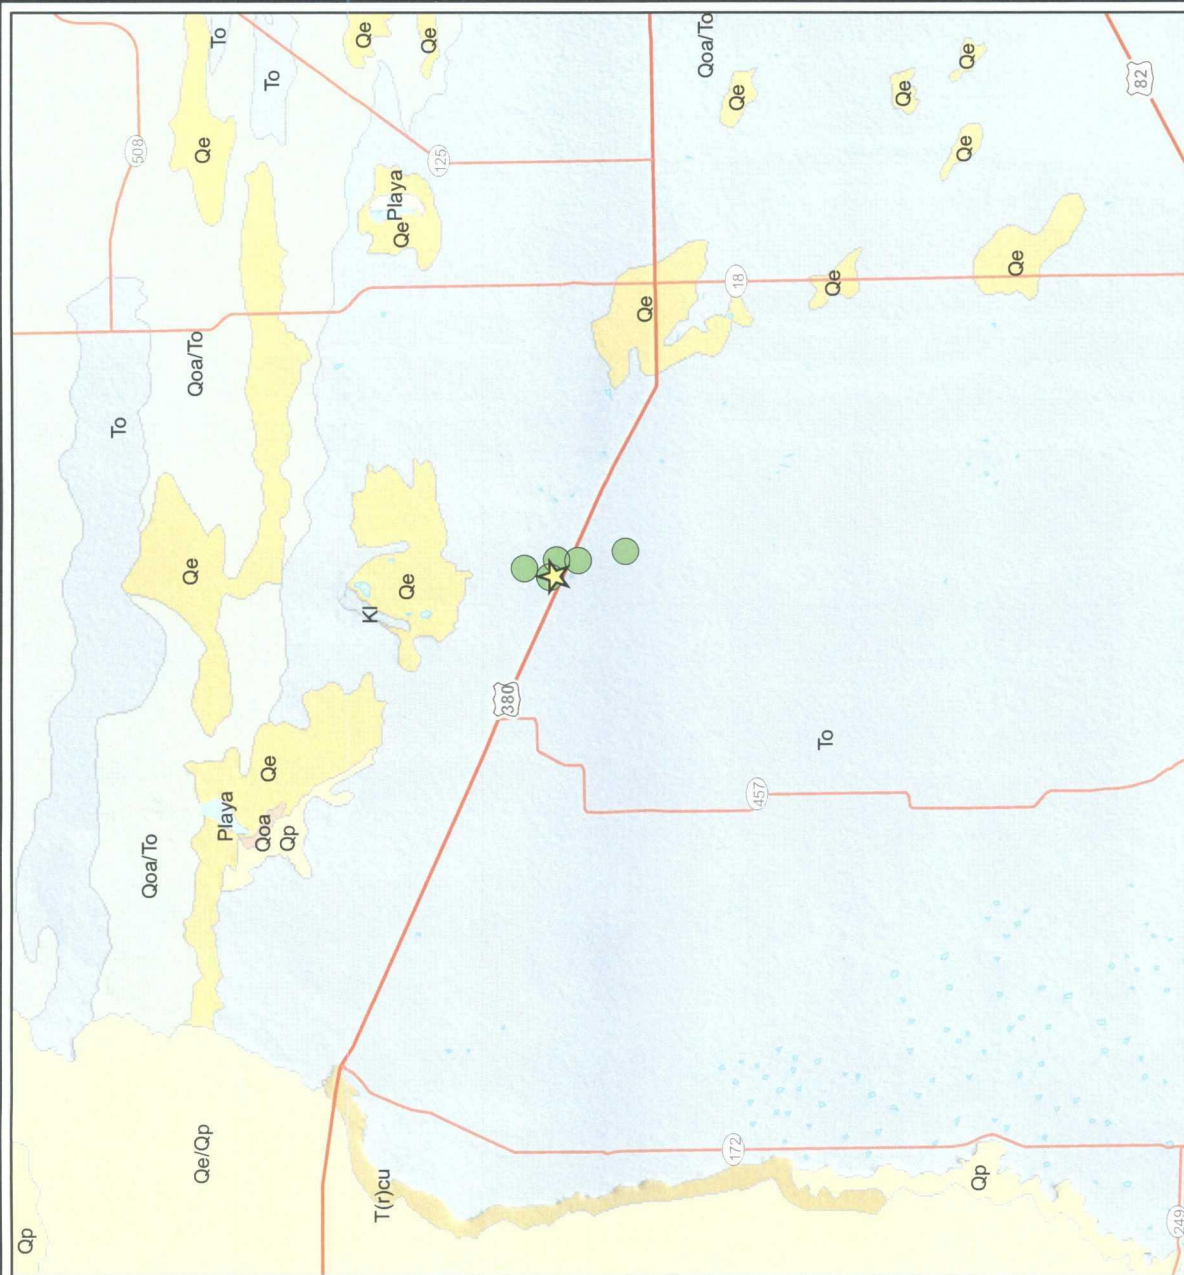 To
Qe
Qe
Qoa/To
Qe
82
To
Qe
Qe
508
Qe
125
Qe
Playa
Qe
Qe
18
Qe
Qe
Qoa/To
To
Qe
Kl
Qe
380
To
Qe
Playa
Qoa
Qp
457
Qoa/To
Qe/Qp
T(r)cu
172
Qp
249
Qp